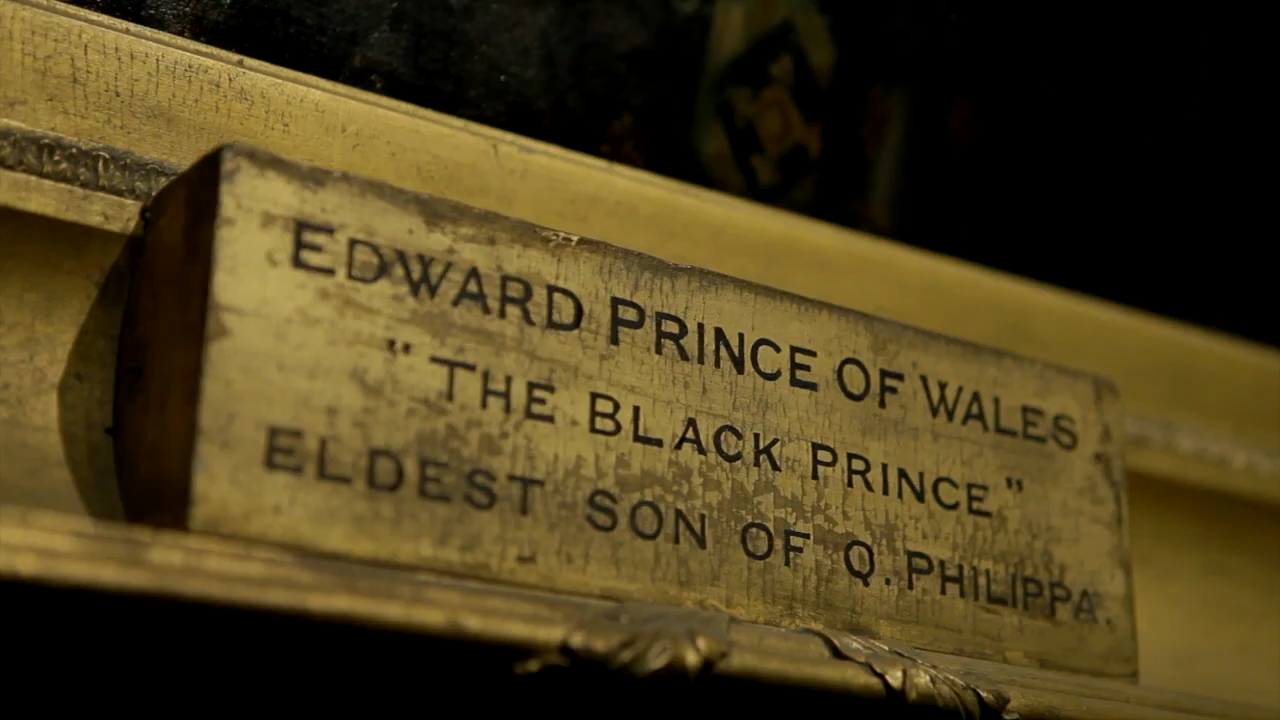 EDWARD PRINCE OF WALES
"THE BLACK PRINCE"
ELDEST SON OF Q. PHILIPPA.